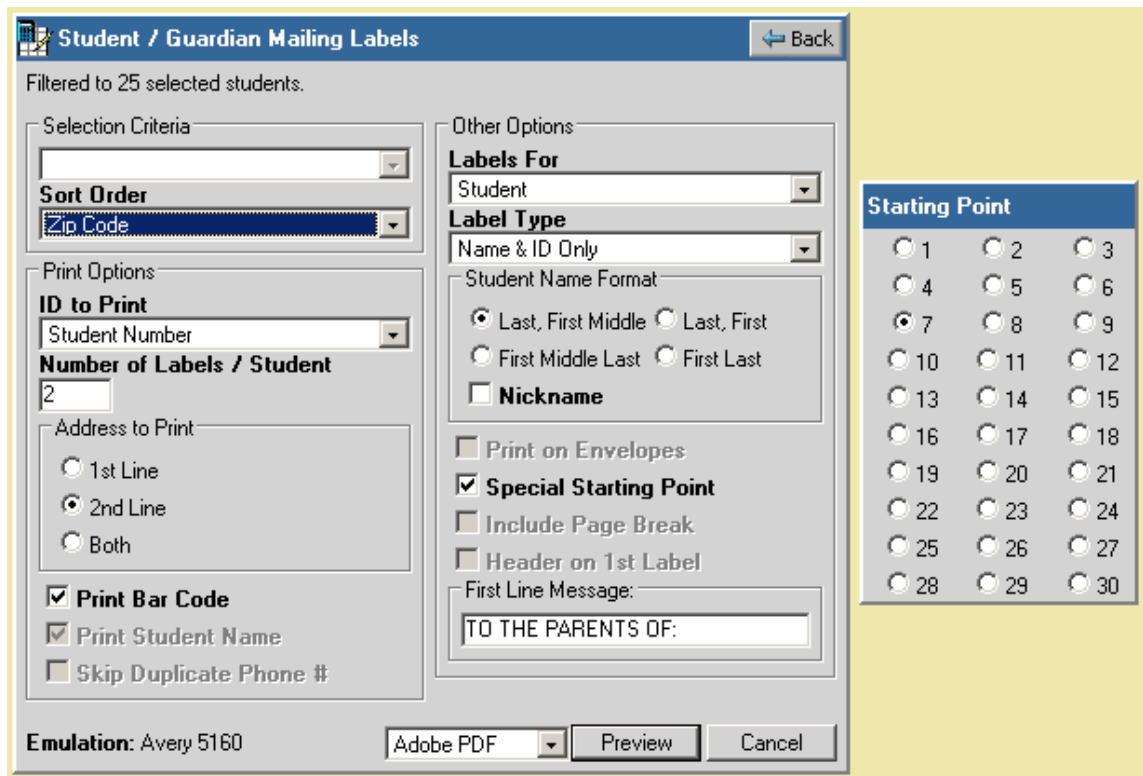 Student / Guardian Mailing Labels
Back
Filtered to 25 selected students.
Selection Criteria
Sort Order
Zip Code
Print Options
ID to Print
Student Number
Number of Labels / Student
2
Address to Print
1st Line
2nd Line
Both
Print Bar Code
Print Student Name
Skip Duplicate Phone #
Other Options
Labels For
Student
Label Type
Name & ID Only
Student Name Format
Last, First Middle Last, First
First Middle Last First Last
Nickname
Print on Envelopes
Special Starting Point
Include Page Break
Header on 1st Label
First Line Message:
TO THE PARENTS OF:
Emulation: Avery 5160
Adobe PDF
Preview
Cancel
Starting Point
1 2 3
4 5 6
7 8 9
10 11 12
13 14 15
16 17 18
19 20 21
22 23 24
25 26 27
28 29 30